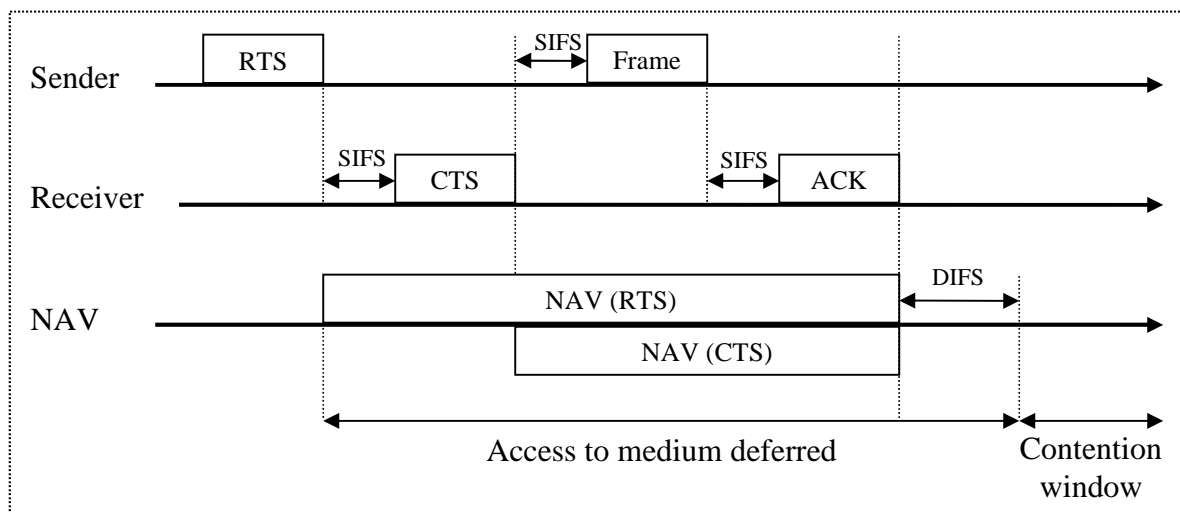 SIFS
RTS
Frame
Sender
SIFS
SIFS
CTS
ACK
Receiver
DIFS
NAV (RTS)
NAV
NAV (CTS)
Access to medium deferred
Contention
window